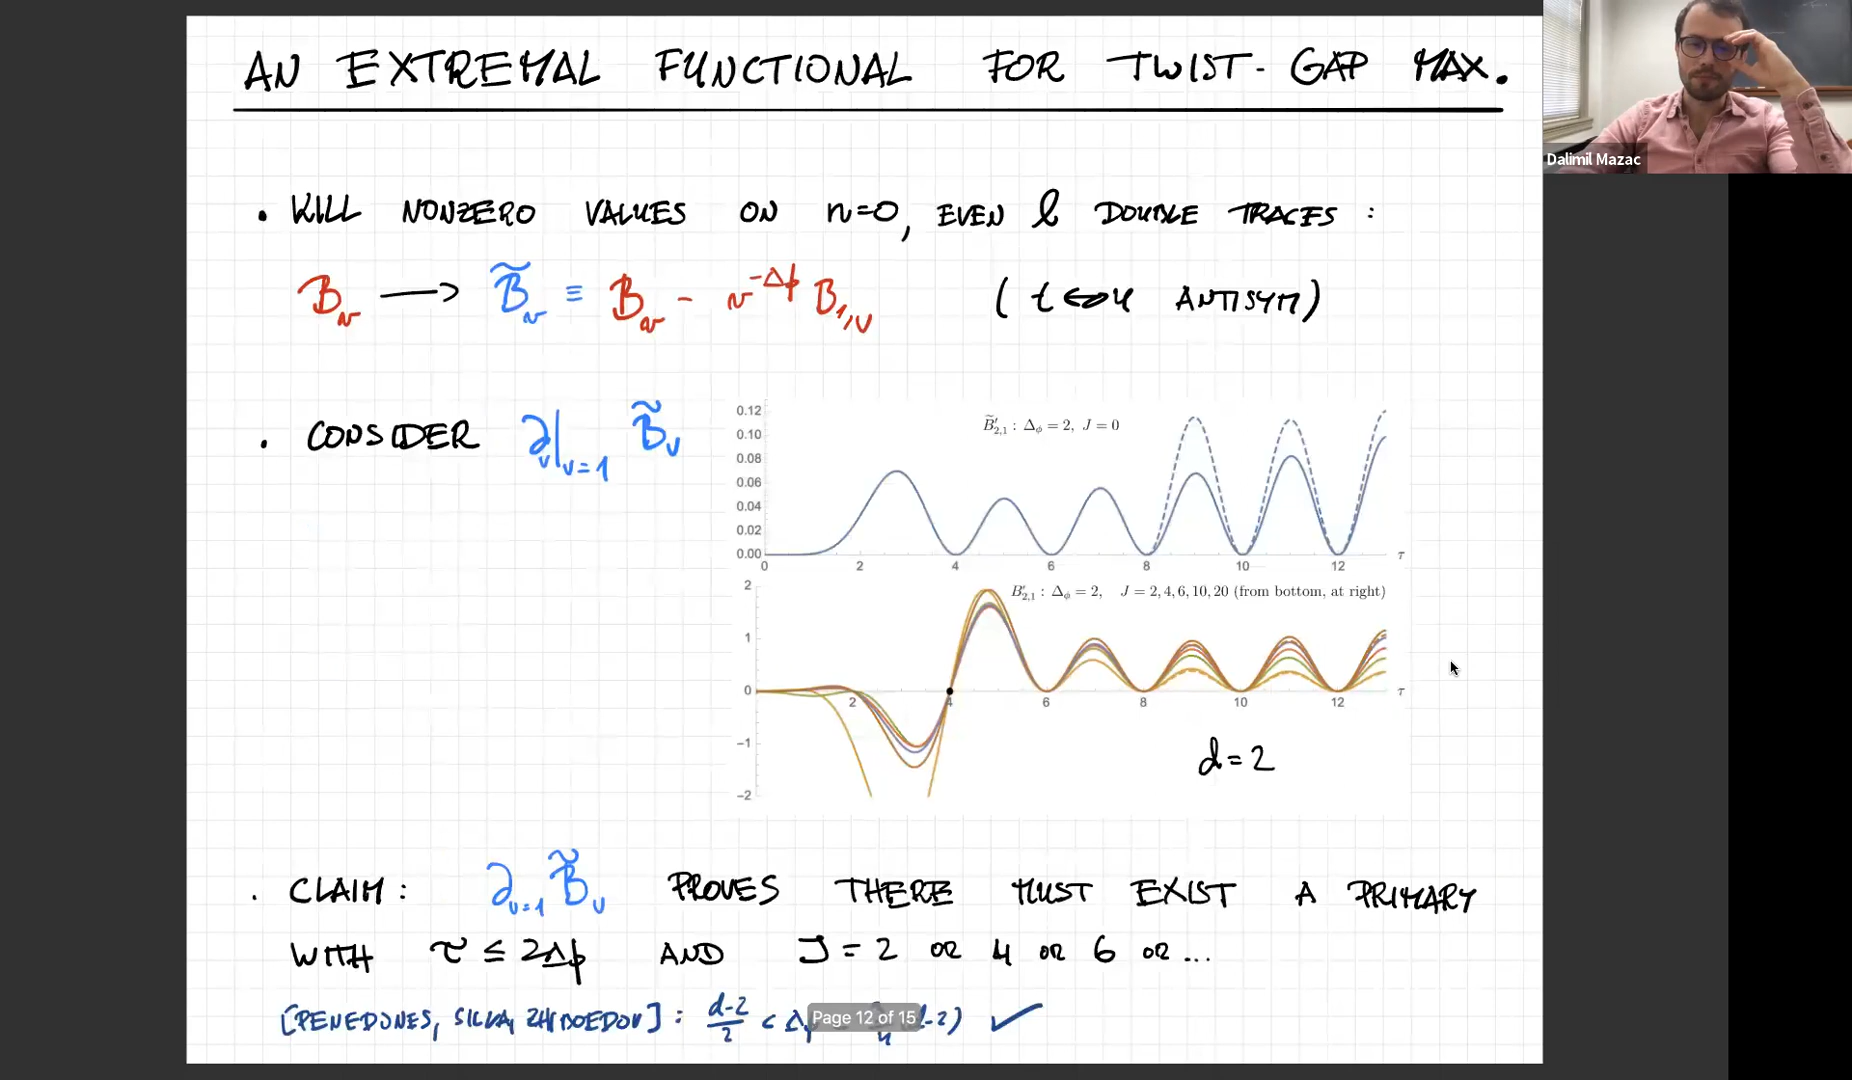 AN EXTREMAL FUNCTIONAL FOR TWIST-GAP MAX.
Dalimil Mazac
• KILL NONZERO VALUES ON n=0, EVEN ℓ DOUBLE TRACES :
B_v → B̃_v ≡ B_v - v^{-Δϕ} B_{1/v} ( t↔u ANTISYM )
• CONSIDER ∂_v|_{v=1} B̃_v
0.12
0.10
0.08
0.06
0.04
0.02
0.00
B̃'_{2,1} : Δ_ϕ = 2, J = 0
0 2 4 6 8 10 12 τ
2
1
0
−1
−2
B'_{2,1} : Δ_ϕ = 2, J = 2, 4, 6, 10, 20 (from bottom, at right)
2 4 6 8 10 12 τ
d=2
• CLAIM: ∂_{v=1} B̃_v PROVES THERE MUST EXIST A PRIMARY
WITH τ ≤ 2Δϕ AND J = 2 OR 4 OR 6 OR ...
[PENEDONES, SILVA, ZHIBOEDOV] : \frac{d-2}{2} < Δ
Page 12 of 15